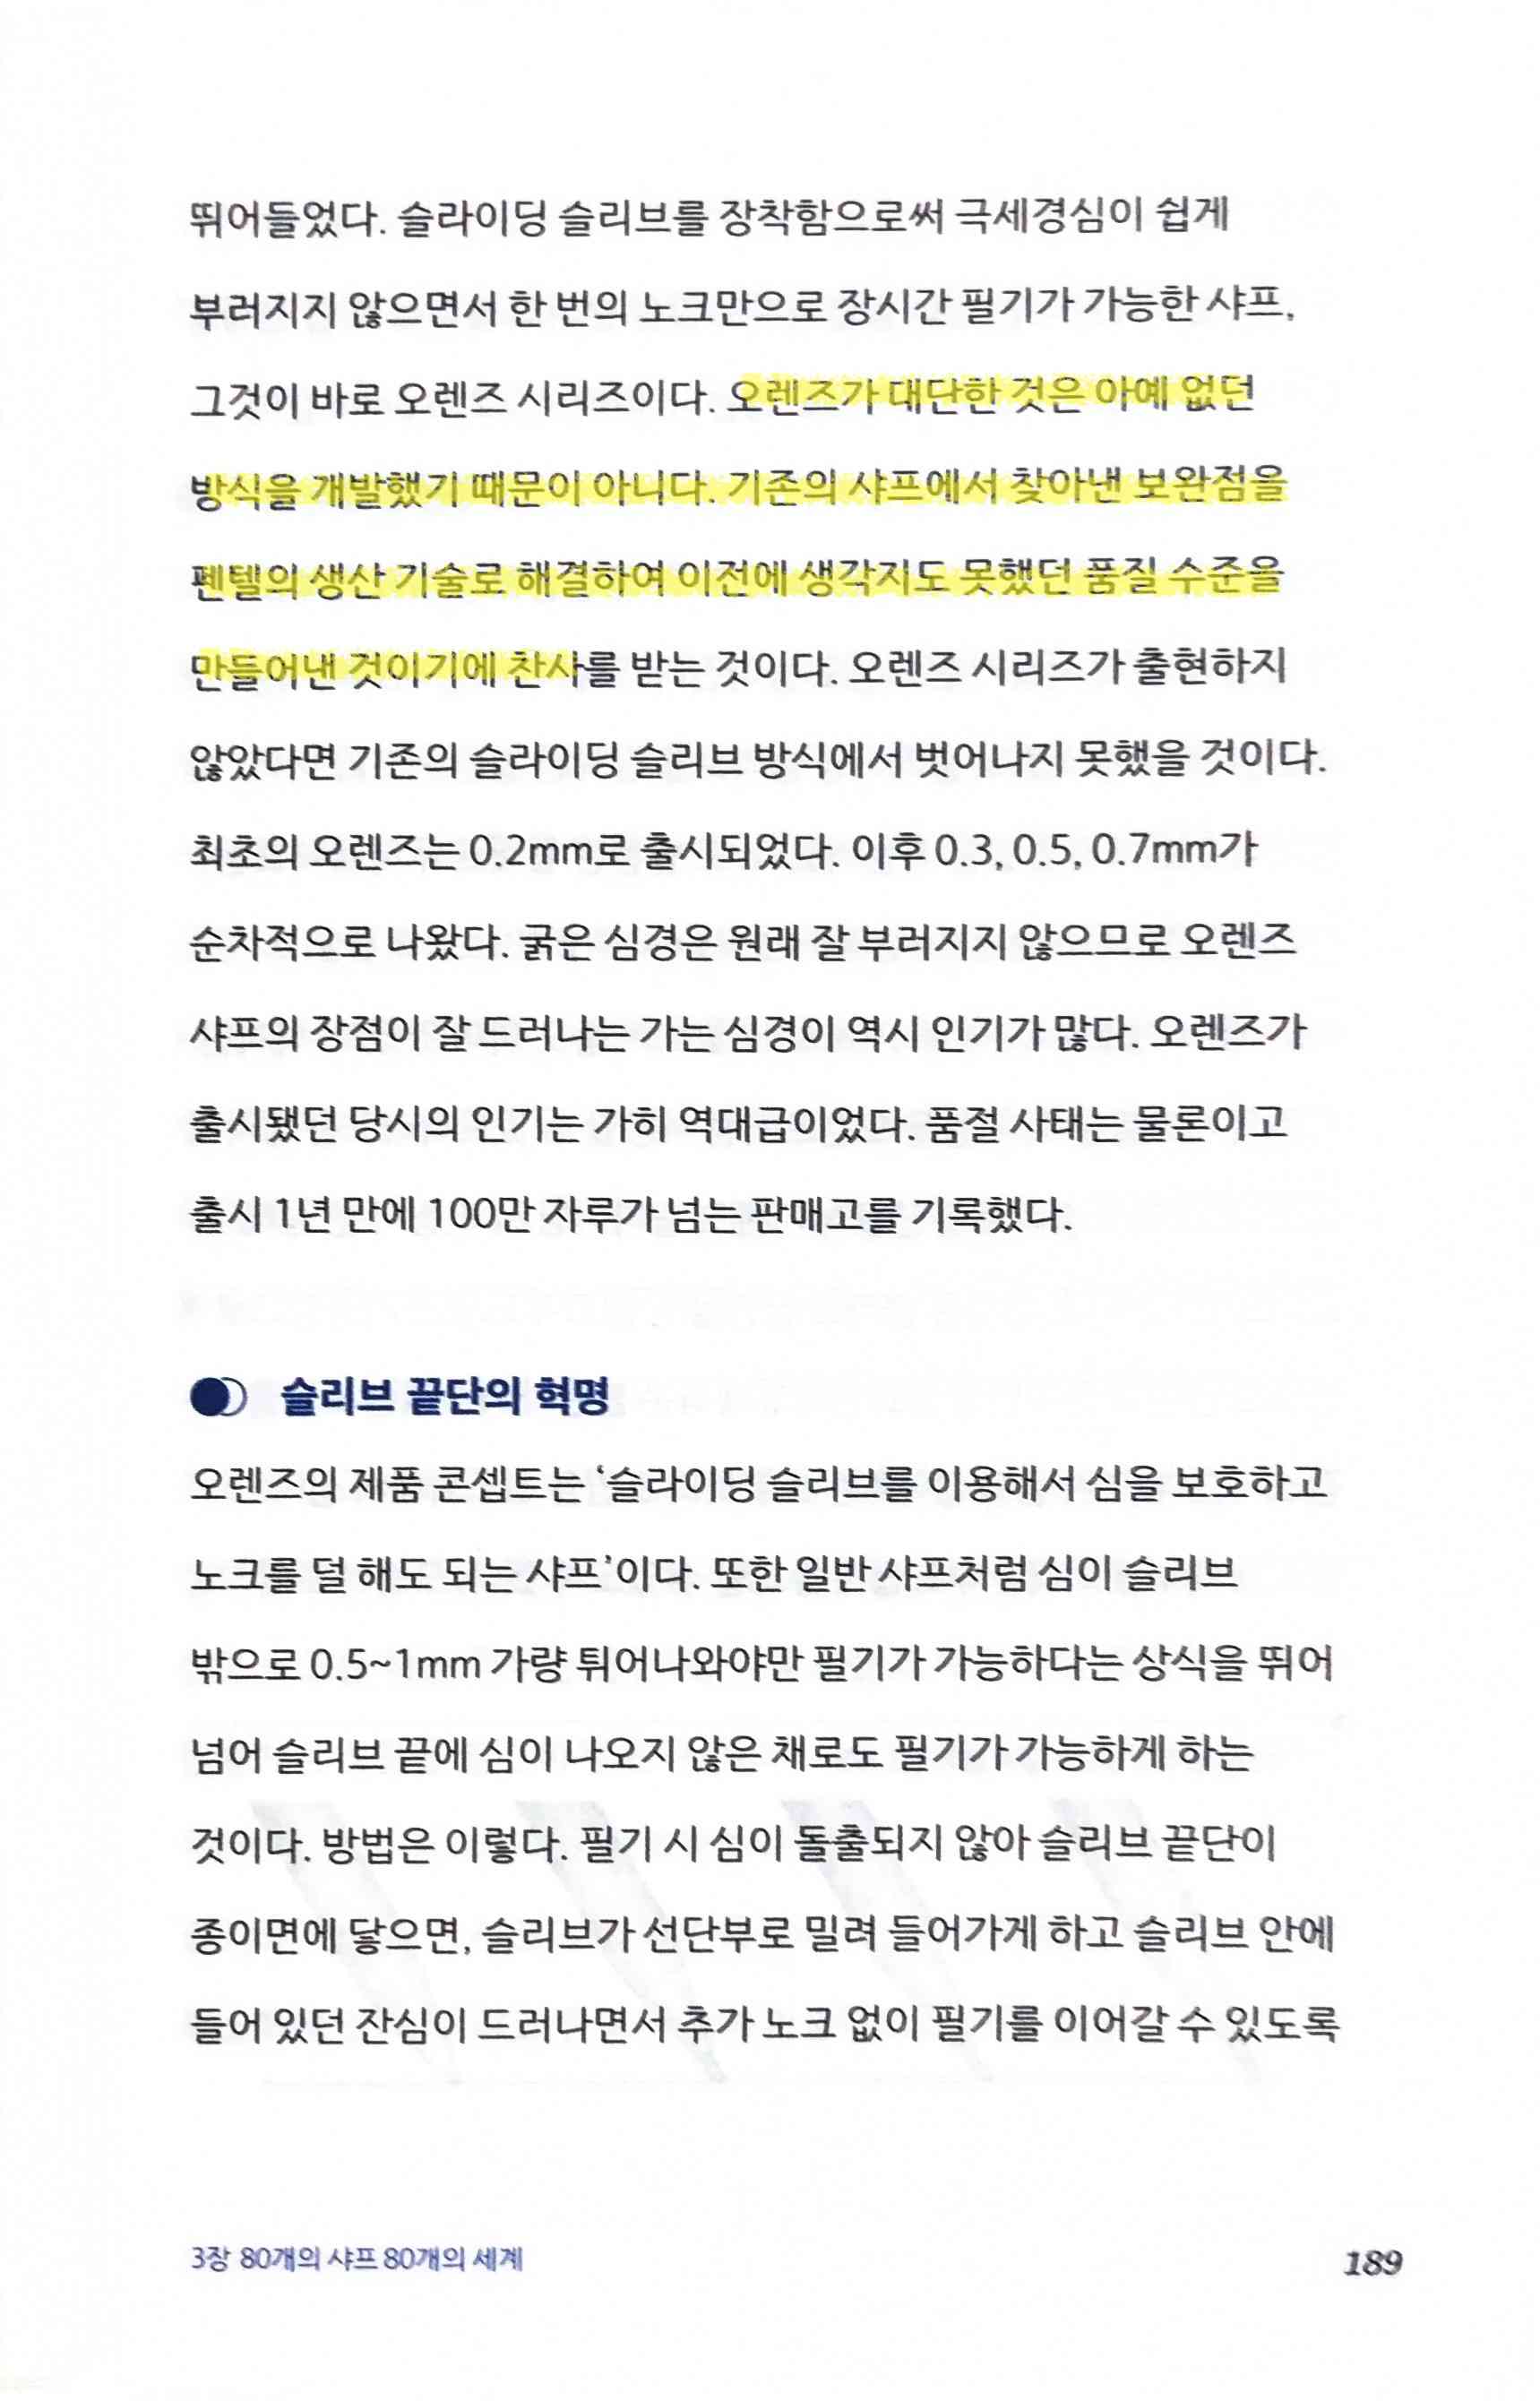 뛰어들었다. 슬라이딩 슬리브를 장착함으로써 극세경심이 쉽게
부러지지 않으면서 한 번의 노크만으로 장시간 필기가 가능한 샤프,
그것이 바로 오렌즈 시리즈이다. 오렌즈가 대단한 것은 아예 없던
방식을 개발했기 때문이 아니다. 기존의 샤프에서 찾아낸 보완점을
펜텔의 생산 기술로 해결하여 이전에 생각지도 못했던 품질 수준을
만들어낸 것이기에 찬사를 받는 것이다. 오렌즈 시리즈가 출현하지
않았다면 기존의 슬라이딩 슬리브 방식에서 벗어나지 못했을 것이다.
최초의 오렌즈는 0.2mm로 출시되었다. 이후 0.3, 0.5, 0.7mm가
순차적으로 나왔다. 굵은 심경은 원래 잘 부러지지 않으므로 오렌즈
샤프의 장점이 잘 드러나는 가는 심경이 역시 인기가 많다. 오렌즈가
출시됐던 당시의 인기는 가히 역대급이었다. 품절 사태는 물론이고
출시 1년 만에 100만 자루가 넘는 판매고를 기록했다.
슬리브 끝단의 혁명
오렌즈의 제품 콘셉트는 ‘슬라이딩 슬리브를 이용해서 심을 보호하고
노크를 덜 해도 되는 샤프’이다. 또한 일반 샤프처럼 심이 슬리브
밖으로 0.5~1mm 가량 튀어나와야만 필기가 가능하다는 상식을 뛰어
넘어 슬리브 끝에 심이 나오지 않은 채로도 필기가 가능하게 하는
것이다. 방법은 이렇다. 필기 시 심이 돌출되지 않아 슬리브 끝단이
종이면에 닿으면, 슬리브가 선단부로 밀려 들어가게 하고 슬리브 안에
들어 있던 잔심이 드러나면서 추가 노크 없이 필기를 이어갈 수 있도록
3장 80개의 샤프 80개의 세계
189